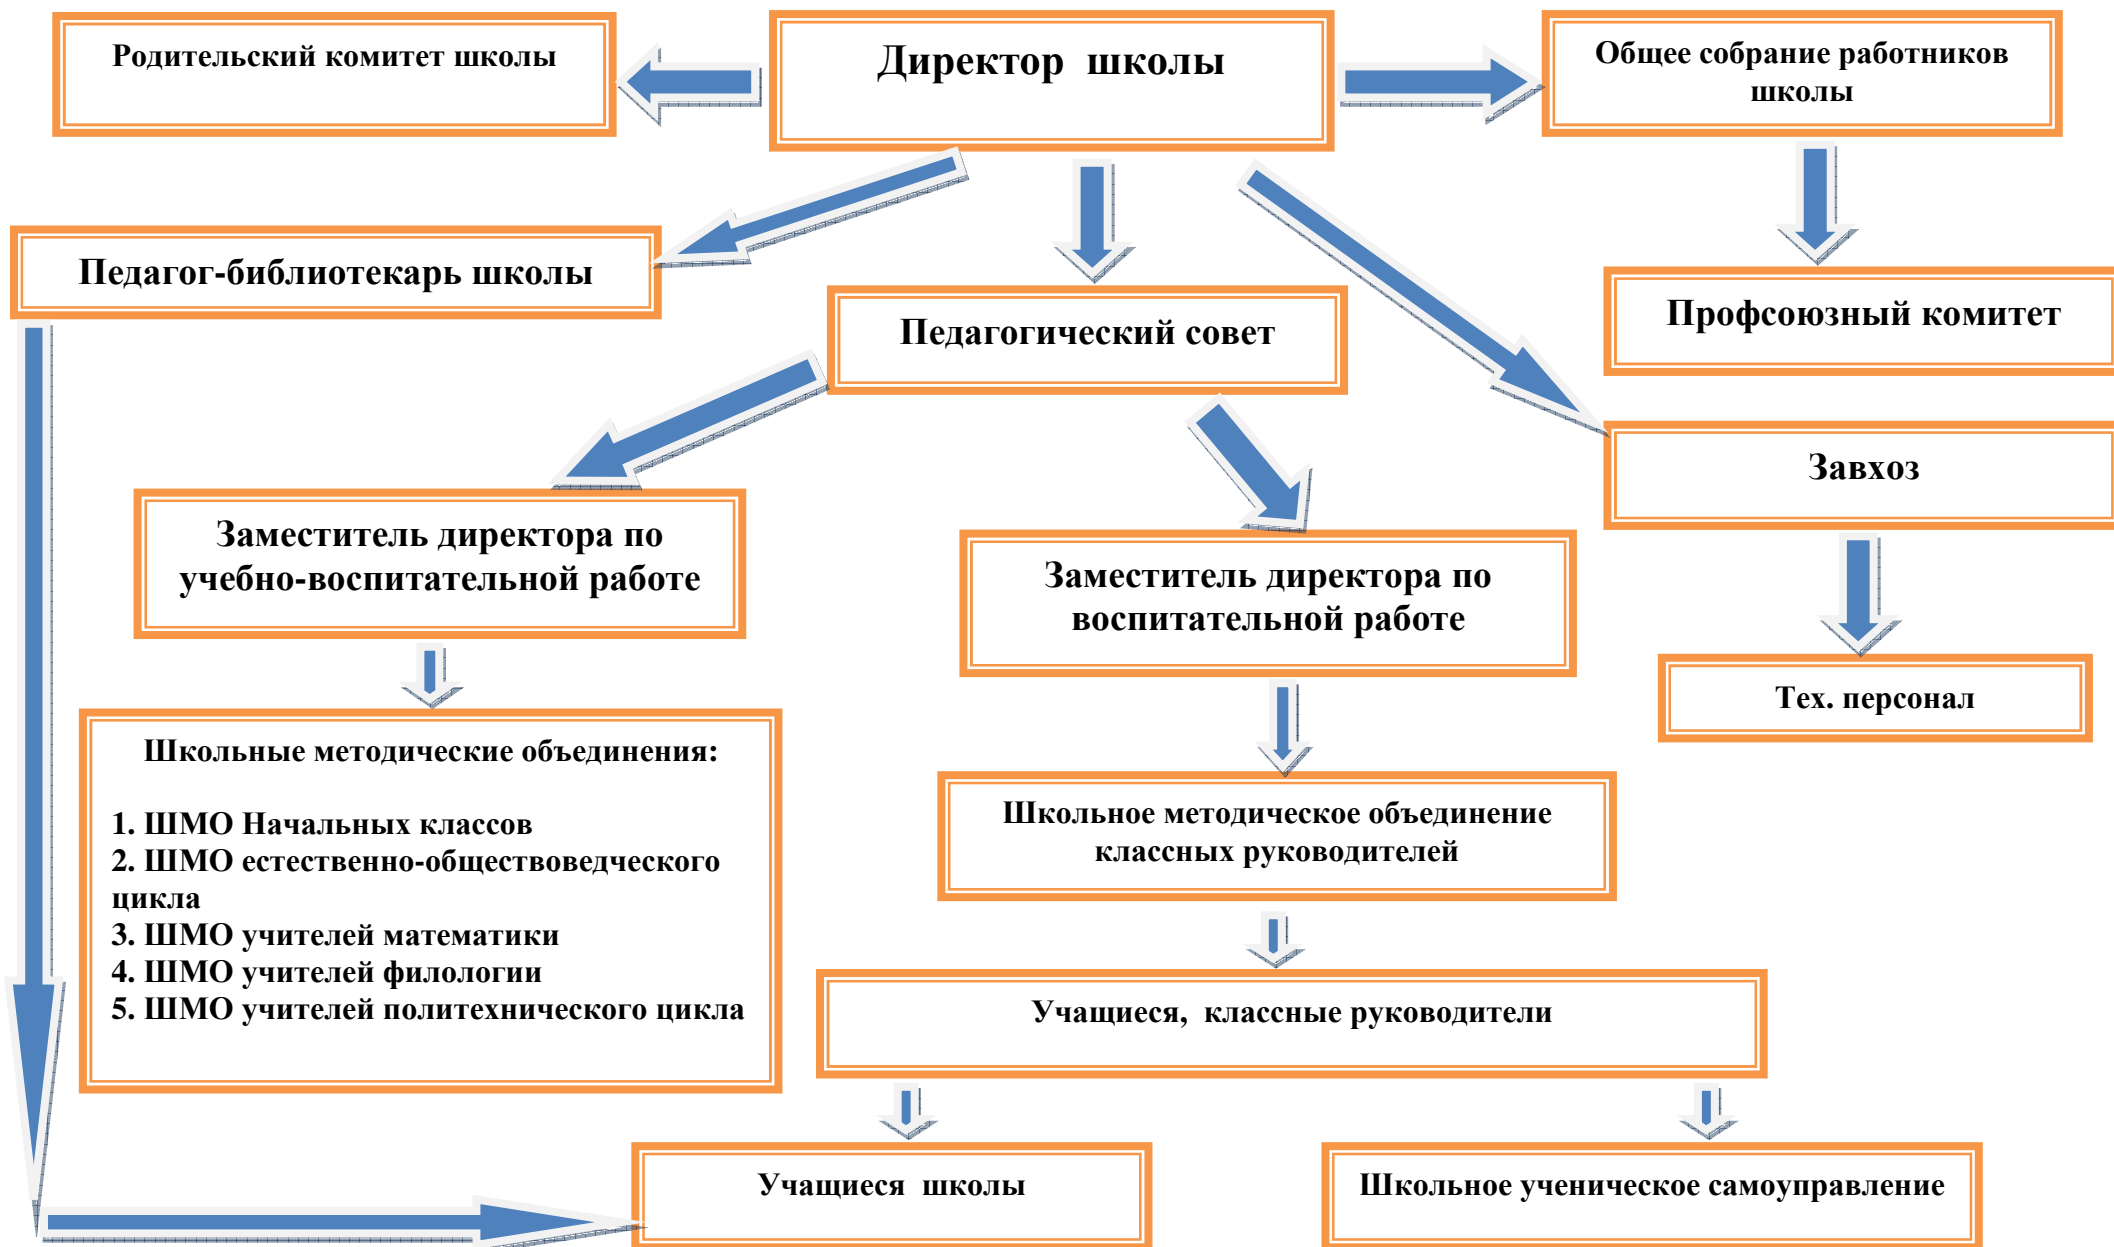 Родительский комитет школы
Директор школы
Общее собрание работников
школы
Педагог-библиотекарь школы
Педагогический совет
Профсоюзный комитет
Завхоз
Заместитель директора по
учебно-воспитательной работе
Заместитель директора по
воспитательной работе
Тех. персонал
Школьные методические объединения:
1. ШМО Начальных классов
2. ШМО естественно-обществоведческого
цикла
3. ШМО учителей математики
4. ШМО учителей филологии
5. ШМО учителей политехнического цикла
Школьное методическое объединение
классных руководителей
Учащиеся, классные руководители
Учащиеся школы
Школьное ученическое самоуправление